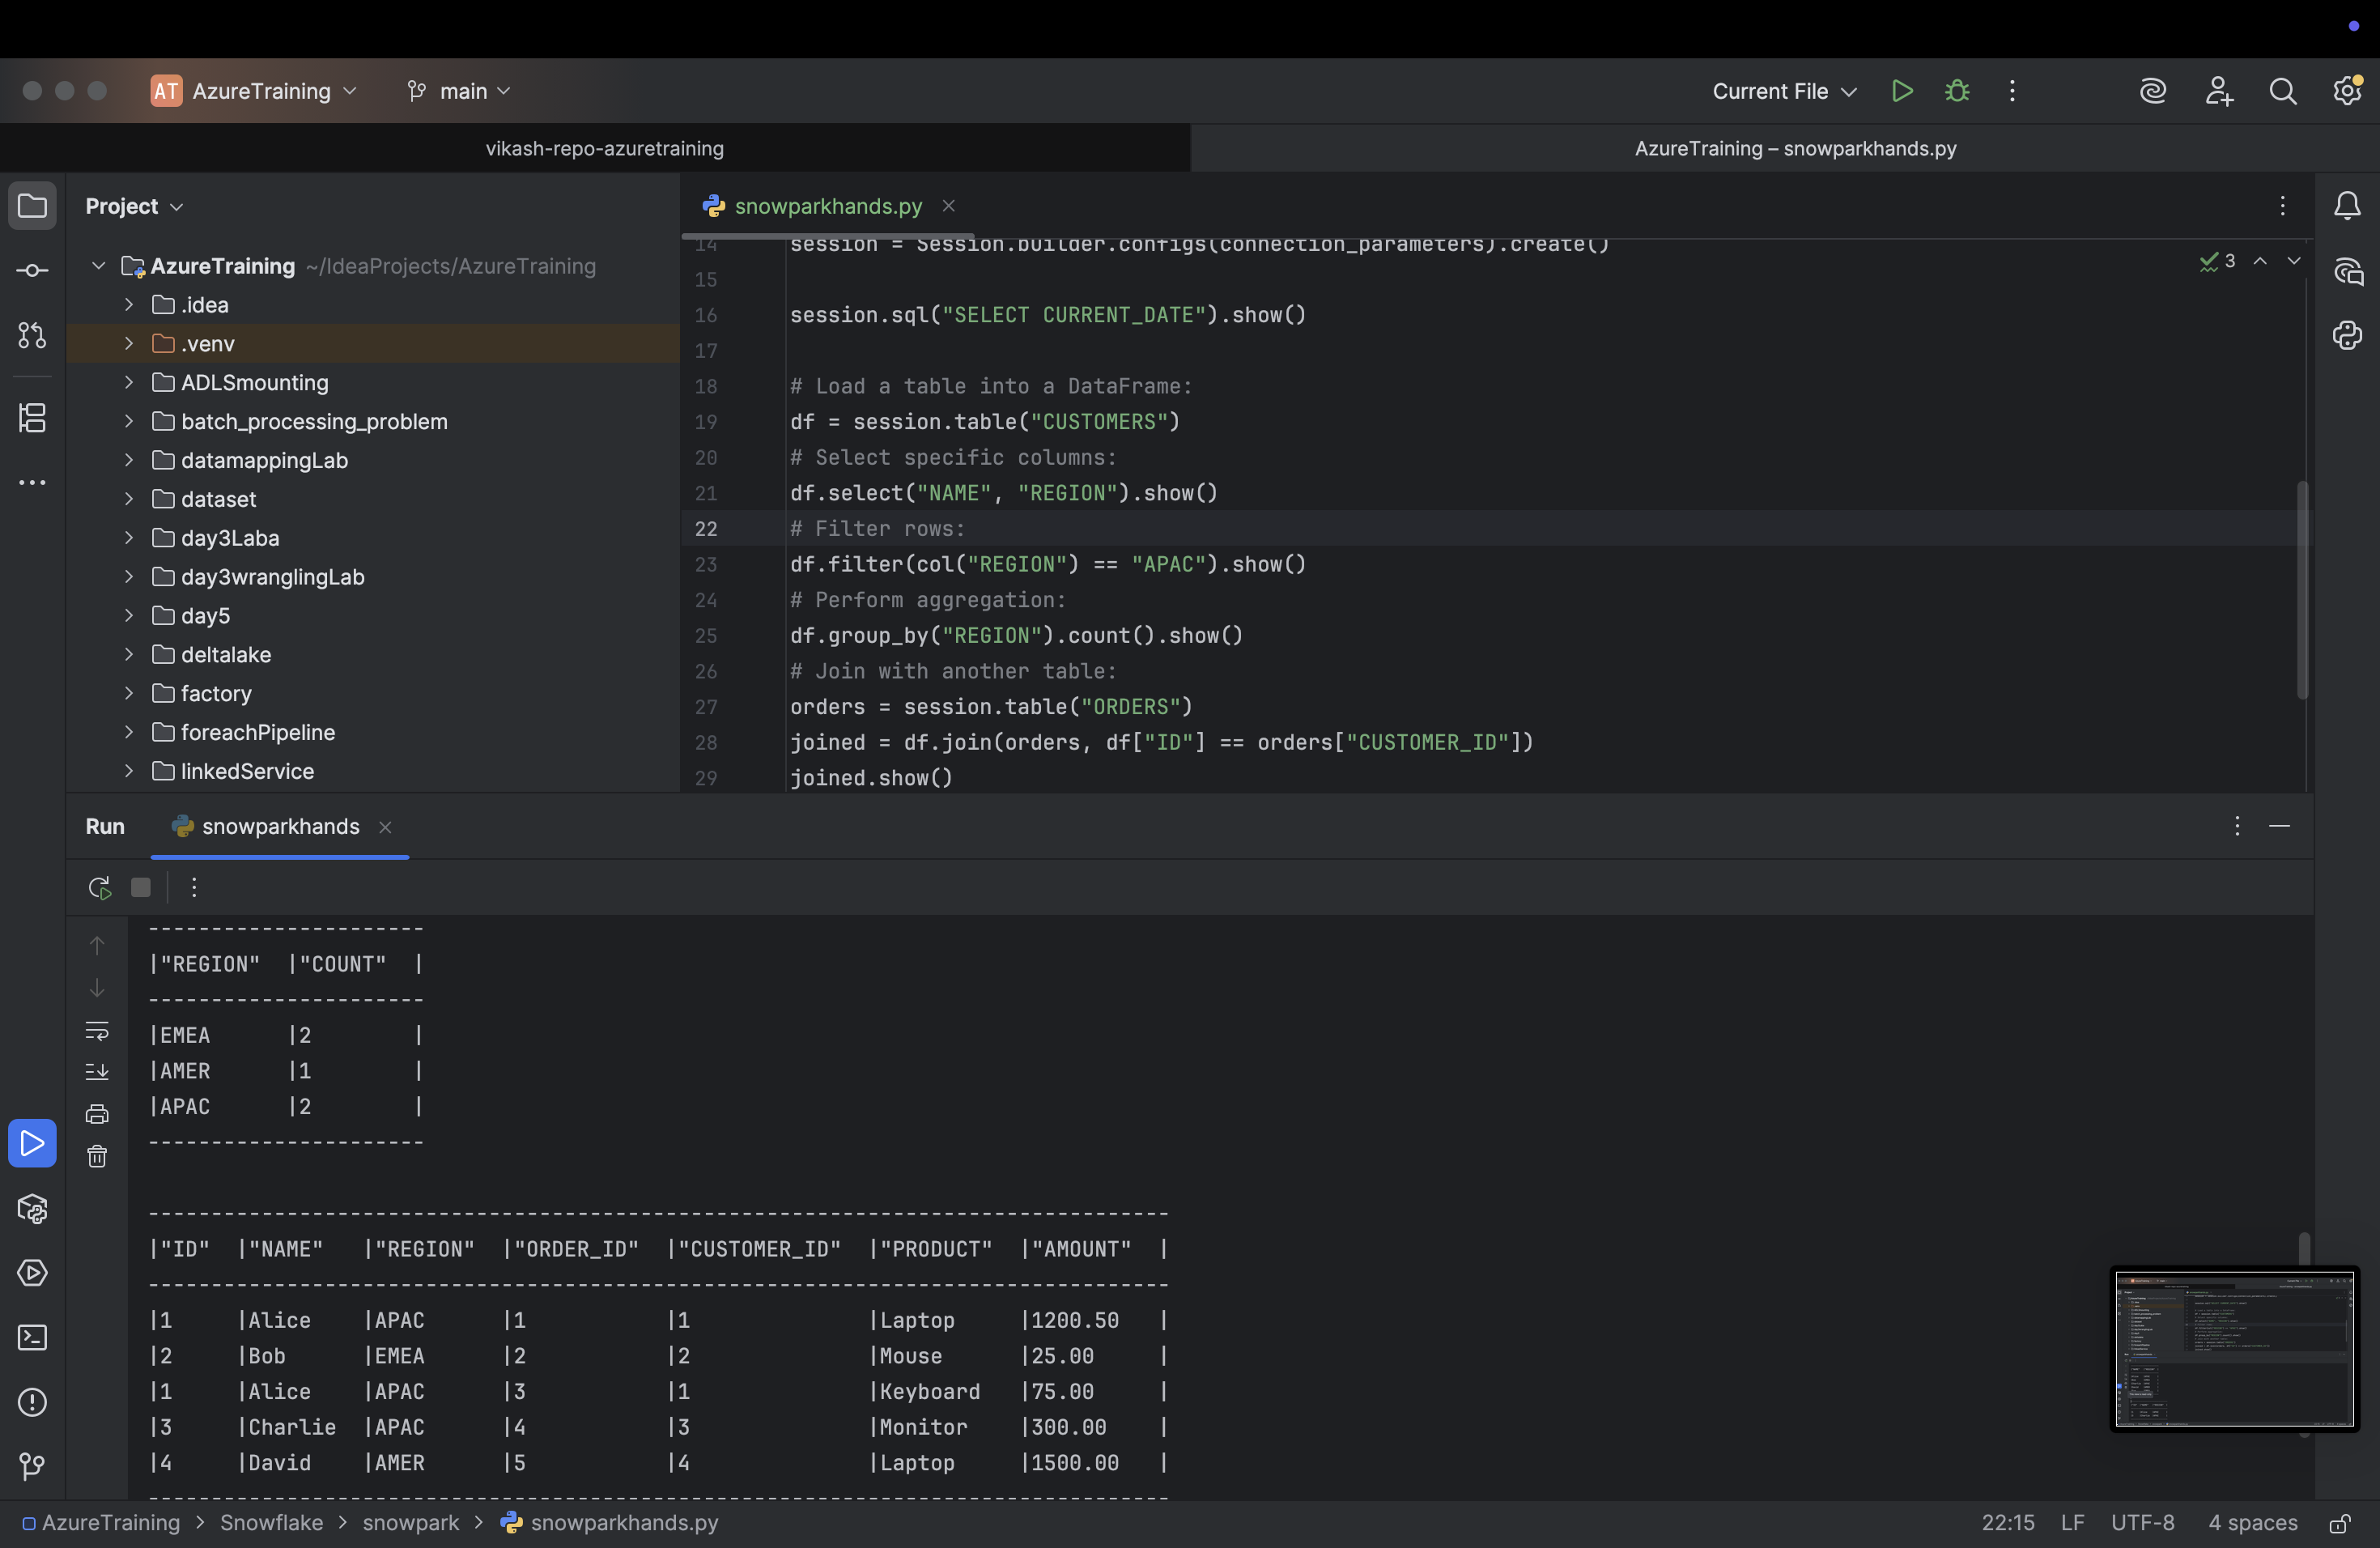 AT AzureTraining main Current File
vikash-repo-azuretraining AzureTraining – snowparkhands.py
Project
AzureTraining ~/IdeaProjects/AzureTraining
.idea
.venv
ADLSmounting
batch_processing_problem
datamappingLab
dataset
day3Laba
day3wranglingLab
day5
deltalake
factory
foreachPipeline
linkedService
snowparkhands.py
3
14 session = Session.builder.configs(connection_parameters).create()
15
16 session.sql("SELECT CURRENT_DATE").show()
17
18 # Load a table into a DataFrame:
19 df = session.table("CUSTOMERS")
20 # Select specific columns:
21 df.select("NAME", "REGION").show()
22 # Filter rows:
23 df.filter(col("REGION") == "APAC").show()
24 # Perform aggregation:
25 df.group_by("REGION").count().show()
26 # Join with another table:
27 orders = session.table("ORDERS")
28 joined = df.join(orders, df["ID"] == orders["CUSTOMER_ID"])
29 joined.show()
Run snowparkhands
----------------------
|"REGION" |"COUNT" |
----------------------
|EMEA |2 |
|AMER |1 |
|APAC |2 |
----------------------
---------------------------------------------------------------------------------
|"ID" |"NAME" |"REGION" |"ORDER_ID" |"CUSTOMER_ID" |"PRODUCT" |"AMOUNT" |
---------------------------------------------------------------------------------
|1 |Alice |APAC |1 |1 |Laptop |1200.50 |
|2 |Bob |EMEA |2 |2 |Mouse |25.00 |
|1 |Alice |APAC |3 |1 |Keyboard |75.00 |
|3 |Charlie |APAC |4 |3 |Monitor |300.00 |
|4 |David |AMER |5 |4 |Laptop |1500.00 |
---------------------------------------------------------------------------------
AzureTraining > Snowflake > snowpark > snowparkhands.py 22:15 LF UTF-8 4 spaces